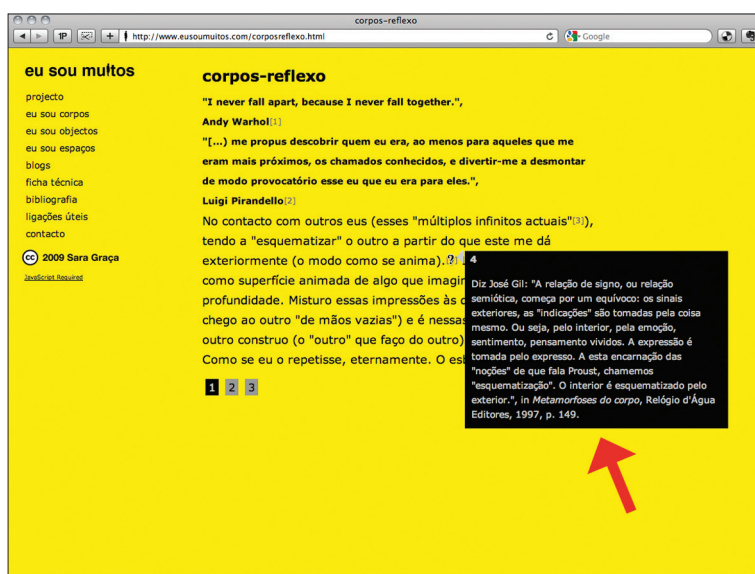 corpos-reflexo
1P
+
http://www.eusoumuitos.com/corposreflexo.html
Google
eu sou muitos
projecto
eu sou corpos
eu sou objectos
eu sou espaços
blogs
ficha técnica
bibliografia
ligações úteis
contacto
cc 2009 Sara Graça
JavaScript Required
corpos-reflexo
"I never fall apart, because I never fall together.",
Andy Warhol[1]
"[...) me propus descobrir quem eu era, ao menos para aqueles que me
eram mais próximos, os chamados conhecidos, e divertir-me a desmontar
de modo provocatório esse eu que eu era para eles.",
Luigi Pirandello[2]
No contacto com outros eus (esses "múltiplos infinitos actuais"[3]),
tendo a "esquematizar" o outro a partir do que este me dá
exteriormente (o modo como se anima).
como superfície animada de algo que
profundidade. Misturo essas impressões às
chego ao outro "de mãos vazias") e é
outro construo (o "outro" que faço do outro)
Como se eu o repetisse, eternamente. O
1 2 3
4
Diz José Gil: "A relação de signo, ou relação
semiótica, começa por um equívoco: os sinais
exteriores, as "indicações" são tomadas pela coisa
mesmo. Ou seja, pelo interior, pela emoção,
sentimento, pensamento vividos. A expressão é
tomada pelo expresso. A esta encarnação das
"noções" de que fala Proust, chamemos
"esquematização". O interior é esquematizado pelo
exterior.", in Metamorfoses do corpo, Relógio d'Água
Editores, 1997, p. 149.